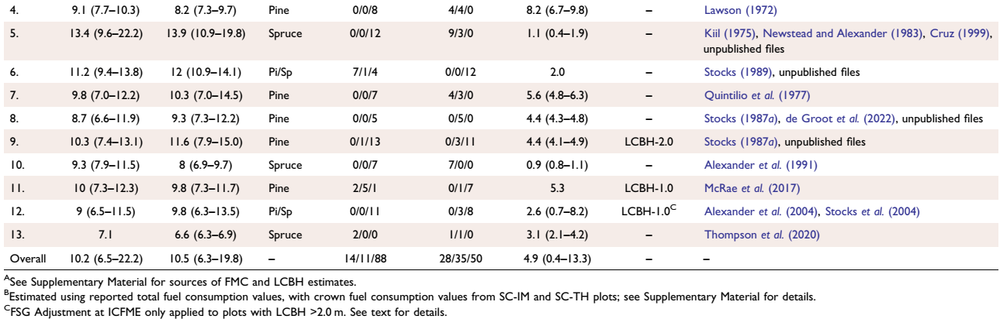 4. 9.1 (7.7–10.3) 8.2 (7.3–9.7) Pine 0/0/8 4/4/0 8.2 (6.7–9.8) – Lawson (1972)
5. 13.4 (9.6–22.2) 13.9 (10.9–19.8) Spruce 0/0/12 9/3/0 1.1 (0.4–1.9) – Kiil (1975), Newstead and Alexander (1983), Cruz (1999),
unpublished files
6. 11.2 (9.4–13.8) 12 (10.9–14.1) Pi/Sp 7/1/4 0/0/12 2.0 – Stocks (1989), unpublished files
7. 9.8 (7.0–12.2) 10.3 (7.0–14.5) Pine 0/0/7 4/3/0 5.6 (4.8–6.3) – Quintilio et al. (1977)
8. 8.7 (6.6–11.9) 9.3 (7.3–12.2) Pine 0/0/5 0/5/0 4.4 (4.3–4.8) – Stocks (1987a), de Groot et al. (2022), unpublished files
9. 10.3 (7.4–13.1) 11.6 (7.9–15.0) Pine 0/1/13 0/3/11 4.4 (4.1–4.9) LCBH-2.0 Stocks (1987a), unpublished files
10. 9.3 (7.9–11.5) 8 (6.9–9.7) Spruce 0/0/7 7/0/0 0.9 (0.8–1.1) – Alexander et al. (1991)
11. 10 (7.3–12.3) 9.8 (7.3–11.7) Pine 2/5/1 0/1/7 5.3 LCBH-1.0 McRae et al. (2017)
12. 9 (6.5–11.5) 9.8 (6.3–13.5) Pi/Sp 0/0/11 0/3/8 2.6 (0.7–8.2) LCBH-1.0C Alexander et al. (2004), Stocks et al. (2004)
13. 7.1 6.6 (6.3–6.9) Spruce 2/0/0 1/1/0 3.1 (2.1–4.2) – Thompson et al. (2020)
Overall 10.2 (6.5–22.2) 10.5 (6.3–19.8) – 14/11/88 28/35/50 4.9 (0.4–13.3) – –
ASee Supplementary Material for sources of FMC and LCBH estimates.
BEstimated using reported total fuel consumption values, with crown fuel consumption values from SC-IM and SC-TH plots; see Supplementary Material for details.
CFSG Adjustment at ICFME only applied to plots with LCBH >2.0 m. See text for details.